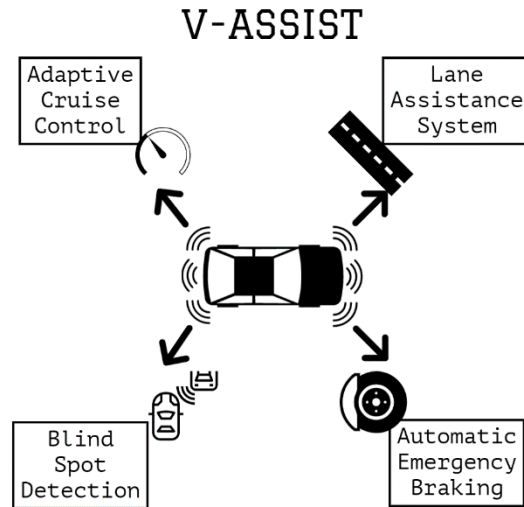 V-ASSIST
Adaptive
Cruise
Control
Lane
Assistance
System
Blind
Spot
Detection
Automatic
Emergency
Braking